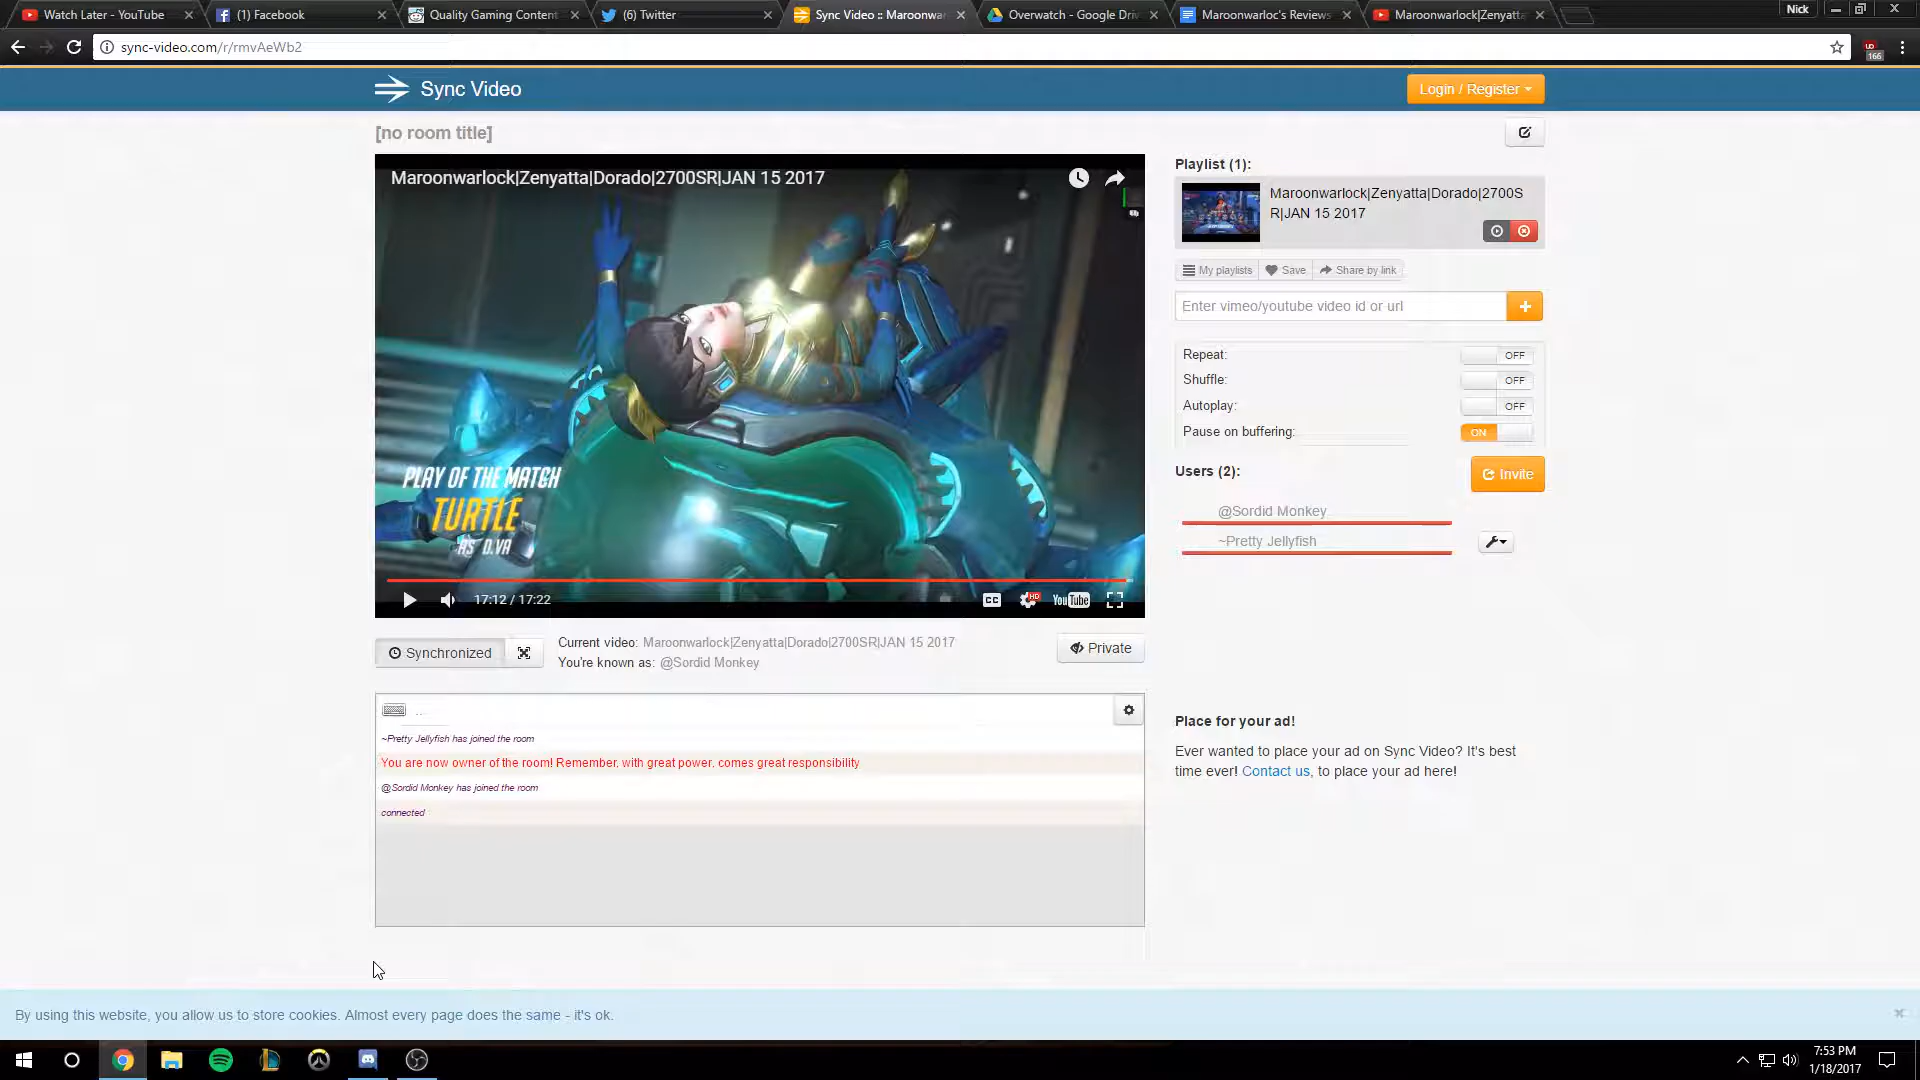 Watch Later - YouTube
(1) Facebook
Quality Gaming Content
(6) Twitter
Sync Video :: Maroonwar
Overwatch - Google Driv
Maroonwarloc's Reviews
Maroonwarlock|Zenyatta
Nick
sync-video.com/r/rmvAeWb2
166
Sync Video
Login / Register
[no room title]
Maroonwarlock|Zenyatta|Dorado|2700SR|JAN 15 2017
PLAY OF THE MATCH
TURTLE
AS D.VA
17:12 / 17:22
CC
HD
YouTube
Playlist (1):
Maroonwarlock|Zenyatta|Dorado|2700S
R|JAN 15 2017
My playlists
Save
Share by link
Enter vimeo/youtube video id or url
Repeat:
OFF
Shuffle:
OFF
Autoplay:
OFF
Pause on buffering:
ON
Users (2):
Invite
@Sordid Monkey
~Pretty Jellyfish
Synchronized
Current video: Maroonwarlock|Zenyatta|Dorado|2700SR|JAN 15 2017
You're known as: @Sordid Monkey
Private
...
~Pretty Jellyfish has joined the room
You are now owner of the room! Remember, with great power, comes great responsibility
@Sordid Monkey has joined the room
connected
Place for your ad!
Ever wanted to place your ad on Sync Video? It's best
time ever! Contact us, to place your ad here!
By using this website, you allow us to store cookies. Almost every page does the same - it's ok.
7:53 PM
1/18/2017